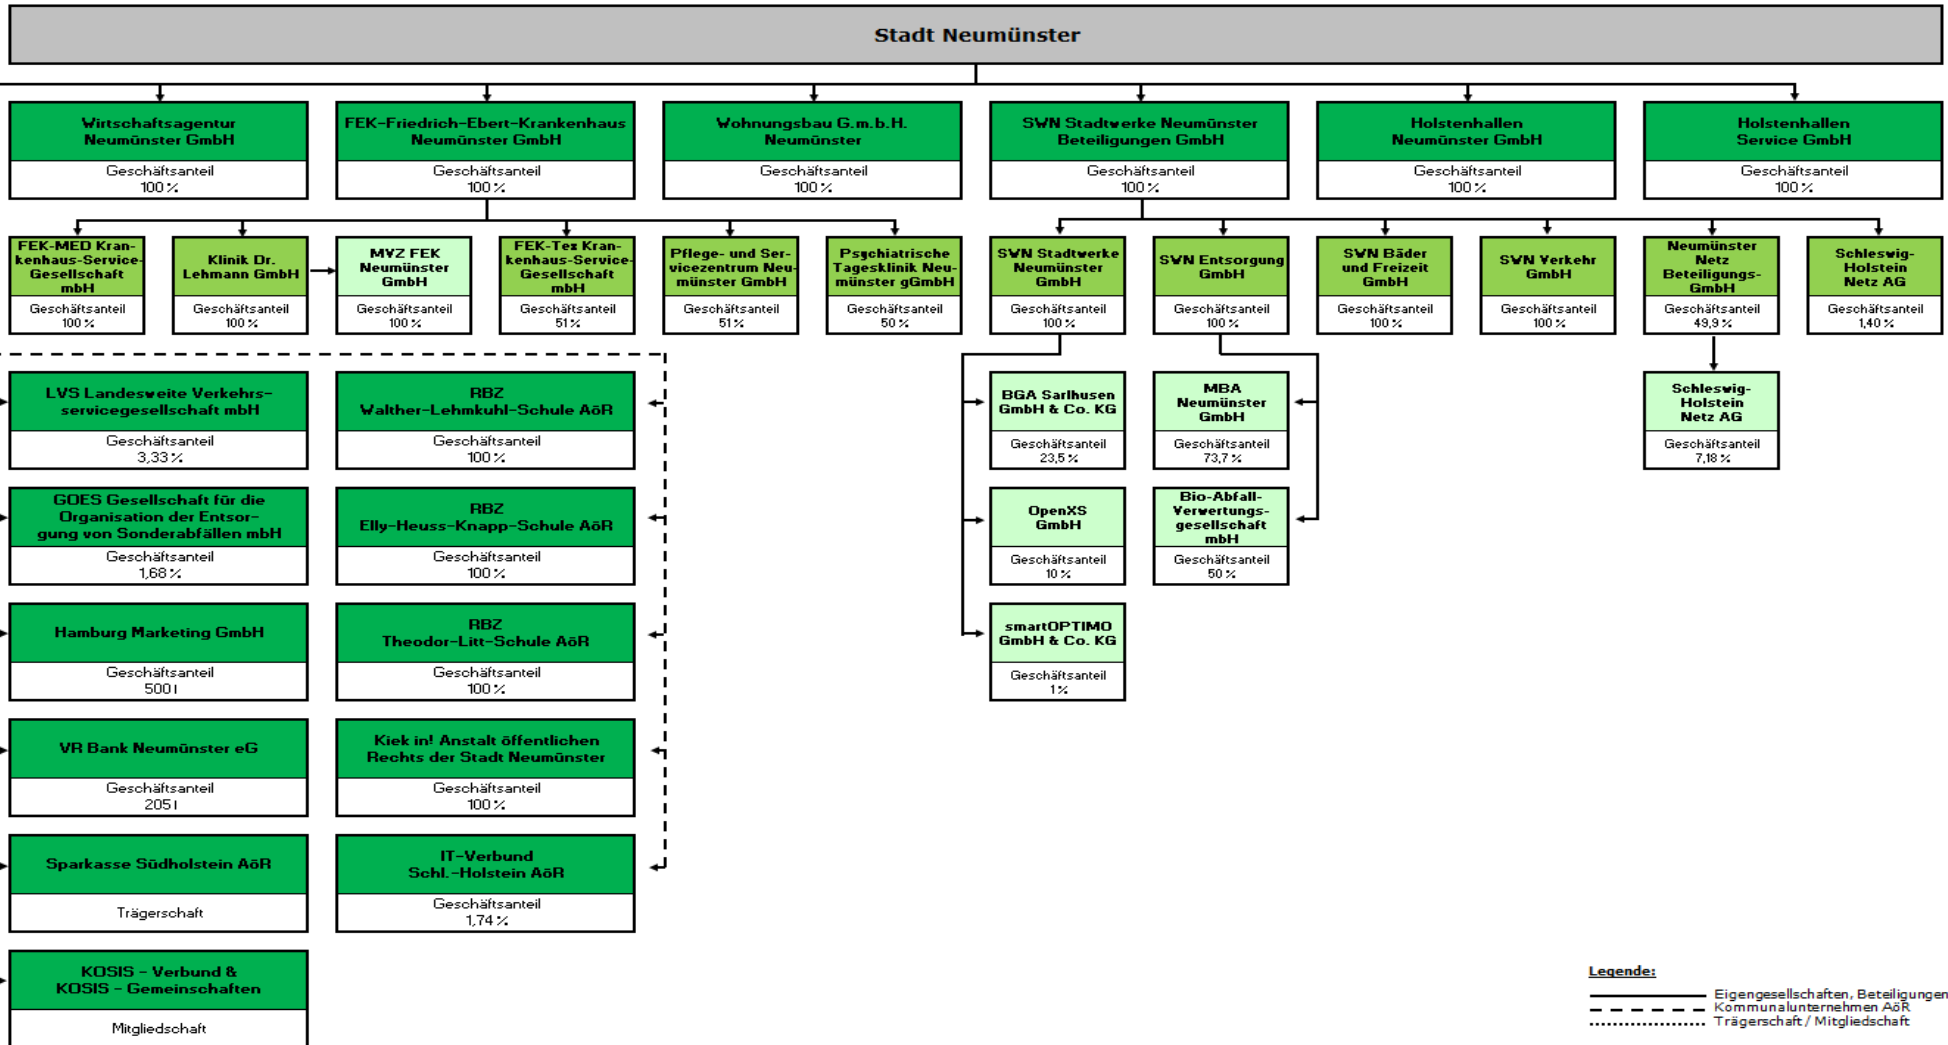 Stadt Neumünster
Wirtschaftsagentur
Neumünster GmbH
Geschäftsanteil
100 %
FEK-Friedrich-Ebert-Krankenhaus
Neumünster GmbH
Geschäftsanteil
100 %
Wohnungsbau G.m.b.H.
Neumünster
Geschäftsanteil
100 %
SWN Stadtwerke Neumünster
Beteiligungen GmbH
Geschäftsanteil
100 %
Holstenhallen
Neumünster GmbH
Geschäftsanteil
100 %
Holstenhallen
Service GmbH
Geschäftsanteil
100 %
FEK-MED Kran-
kenhaus-Service-
Gesellschaft
mbH
Geschäftsanteil
100 %
Klinik Dr.
Lehmann GmbH
Geschäftsanteil
100 %
MVZ FEK
Neumünster
GmbH
Geschäftsanteil
100 %
FEK-Tex Kran-
kenhaus-Service-
Gesellschaft
mbH
Geschäftsanteil
51 %
Pflege- und Ser-
vicezentrum Neu-
münster GmbH
Geschäftsanteil
51 %
Psychiatrische
Tagesklinik Neu-
münster gGmbH
Geschäftsanteil
50 %
SWN Stadtwerke
Neumünster
GmbH
Geschäftsanteil
100 %
SWN Entsorgung
GmbH
Geschäftsanteil
100 %
SWN Bäder
und Freizeit
GmbH
Geschäftsanteil
100 %
SWN Verkehr
GmbH
Geschäftsanteil
100 %
Neumünster
Netz
Beteiligungs-
GmbH
Geschäftsanteil
49,9 %
Schleswig-
Holstein
Netz AG
Geschäftsanteil
1,40 %
LVS Landesweite Verkehrs-
servicegesellschaft mbH
Geschäftsanteil
3,33 %
RBZ
Walther-Lehmkuhl-Schule AöR
Geschäftsanteil
100 %
BGA Sarlhusen
GmbH & Co. KG
Geschäftsanteil
23,5 %
MBA
Neumünster
GmbH
Geschäftsanteil
73,7 %
Schleswig-
Holstein
Netz AG
Geschäftsanteil
7,18 %
GOES Gesellschaft für die
Organisation der Entsor-
gung von Sonderabfällen mbH
Geschäftsanteil
1,68 %
RBZ
Elly-Heuss-Knapp-Schule AöR
Geschäftsanteil
100 %
OpenXS
GmbH
Geschäftsanteil
10 %
Bio-Abfall-
Verwertungs-
gesellschaft
mbH
Geschäftsanteil
50 %
Hamburg Marketing GmbH
Geschäftsanteil
500 I
RBZ
Theodor-Litt-Schule AöR
Geschäftsanteil
100 %
smartOPTIMO
GmbH & Co. KG
Geschäftsanteil
1 %
VR Bank Neumünster eG
Geschäftsanteil
205 I
Kiek in! Anstalt öffentlichen
Rechts der Stadt Neumünster
Geschäftsanteil
100 %
Sparkasse Südholstein AöR
Trägerschaft
IT-Verbund
Schl.-Holstein AöR
Geschäftsanteil
1,74 %
KOSIS - Verbund &
KOSIS - Gemeinschaften
Mitgliedschaft
Legende:
Eigengesellschaften, Beteiligungen
Kommunalunternehmen AöR
Trägerschaft / Mitgliedschaft